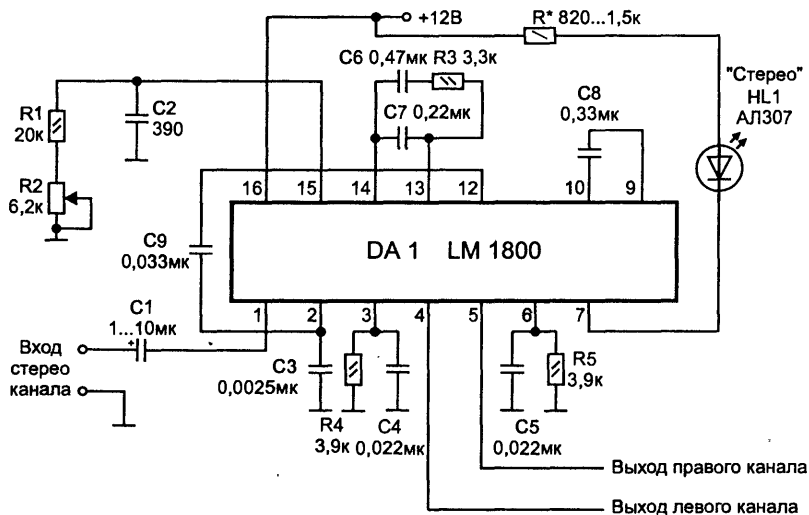 +12В
R* 820...1,5к
C6 0,47мк R3 3,3к
"Стерео"
HL1
АЛ307
R1
20к
C2
390
C7 0,22мк
C8
0,33мк
R2
6,2к
16 15 14 13 12 10 9
C9
0,033мк
DA 1 LM 1800
1 2 3 4 5 6 7
C1
1...10мк
+
Вход
стерео
канала
C3
0,0025мк
R4
3,9к
C4
0,022мк
C5
0,022мк
R5
3,9к
Выход правого канала
Выход левого канала